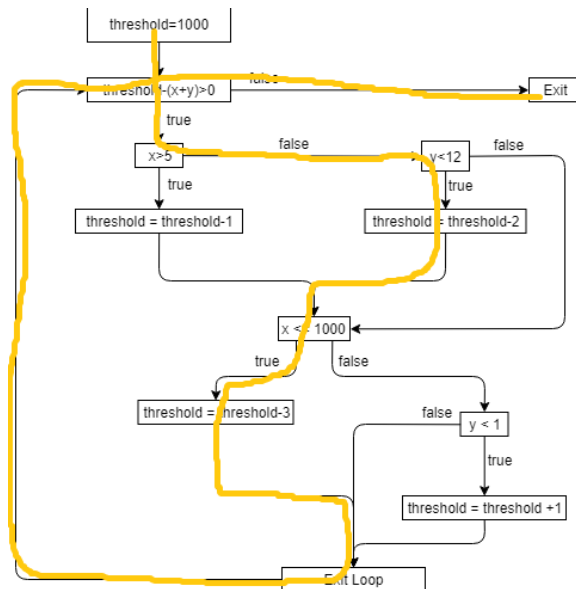 threshold=1000
false
threshold-(x+y)>0
Exit
true
x>5
false
y<12
false
true
true
threshold = threshold-1
threshold = threshold-2
x <= 1000
true
false
threshold = threshold-3
false
y < 1
true
threshold = threshold +1
Exit Loop